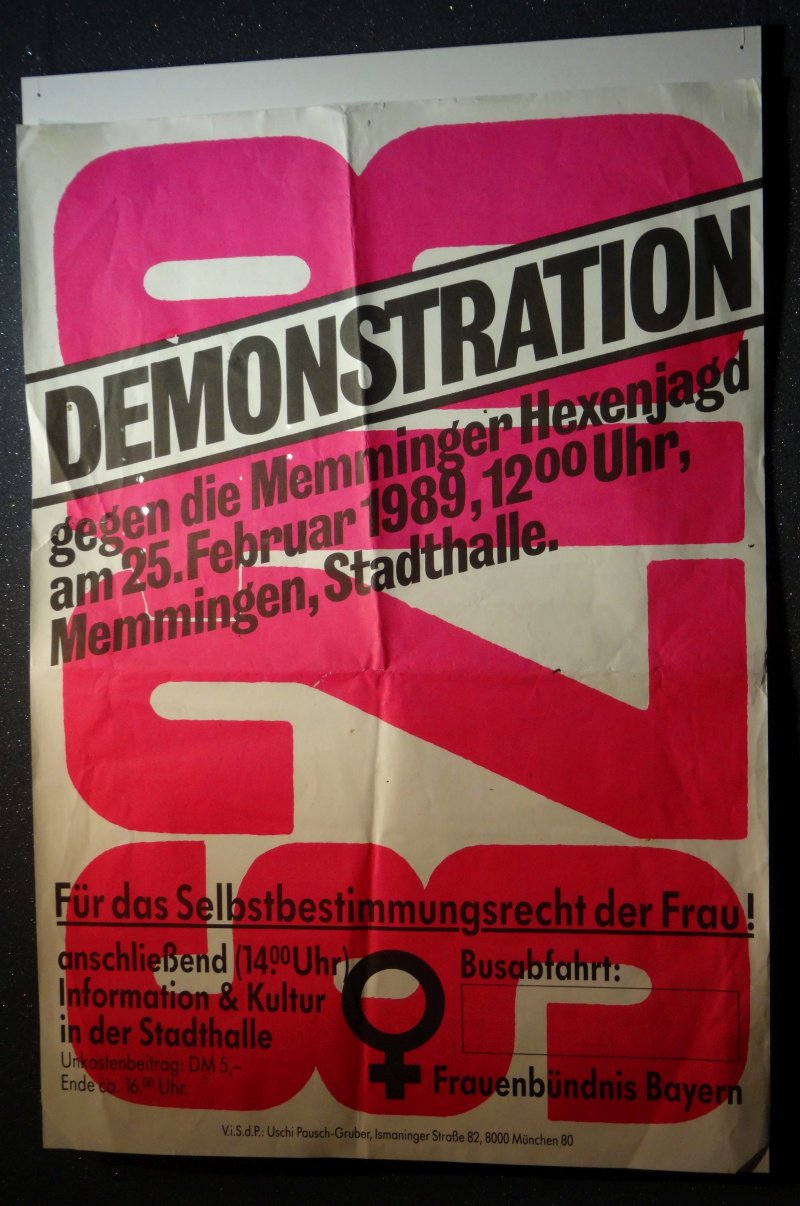 DEMONSTRATION
gegen die Memminger Hexenjagd
am 25. Februar 1989, 12⁰⁰ Uhr,
Memmingen, Stadthalle.
Für das Selbstbestimmungsrecht der Frau!
anschließend (14.⁰⁰ Uhr)
Information & Kultur
in der Stadthalle
Unkostenbeitrag: DM 5,–
Ende ca. 16.⁰⁰ Uhr.
Busabfahrt:
Frauenbündnis Bayern
V.i.S.d.P.: Uschi Pausch-Gruber, Ismaninger Straße 82, 8000 München 80